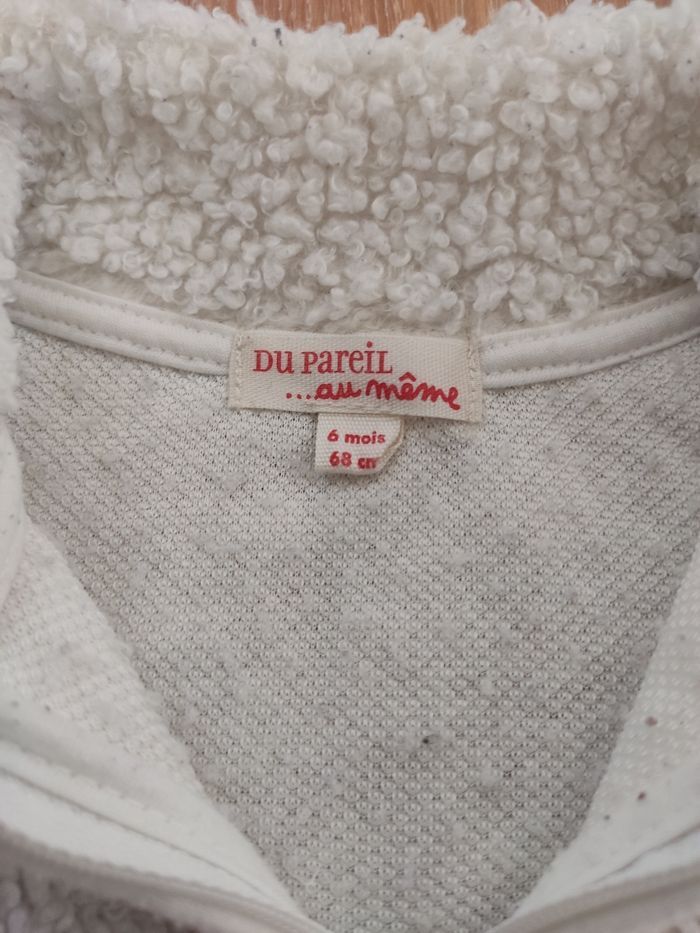 DU PareiL
...au même
6 mois
68 cm